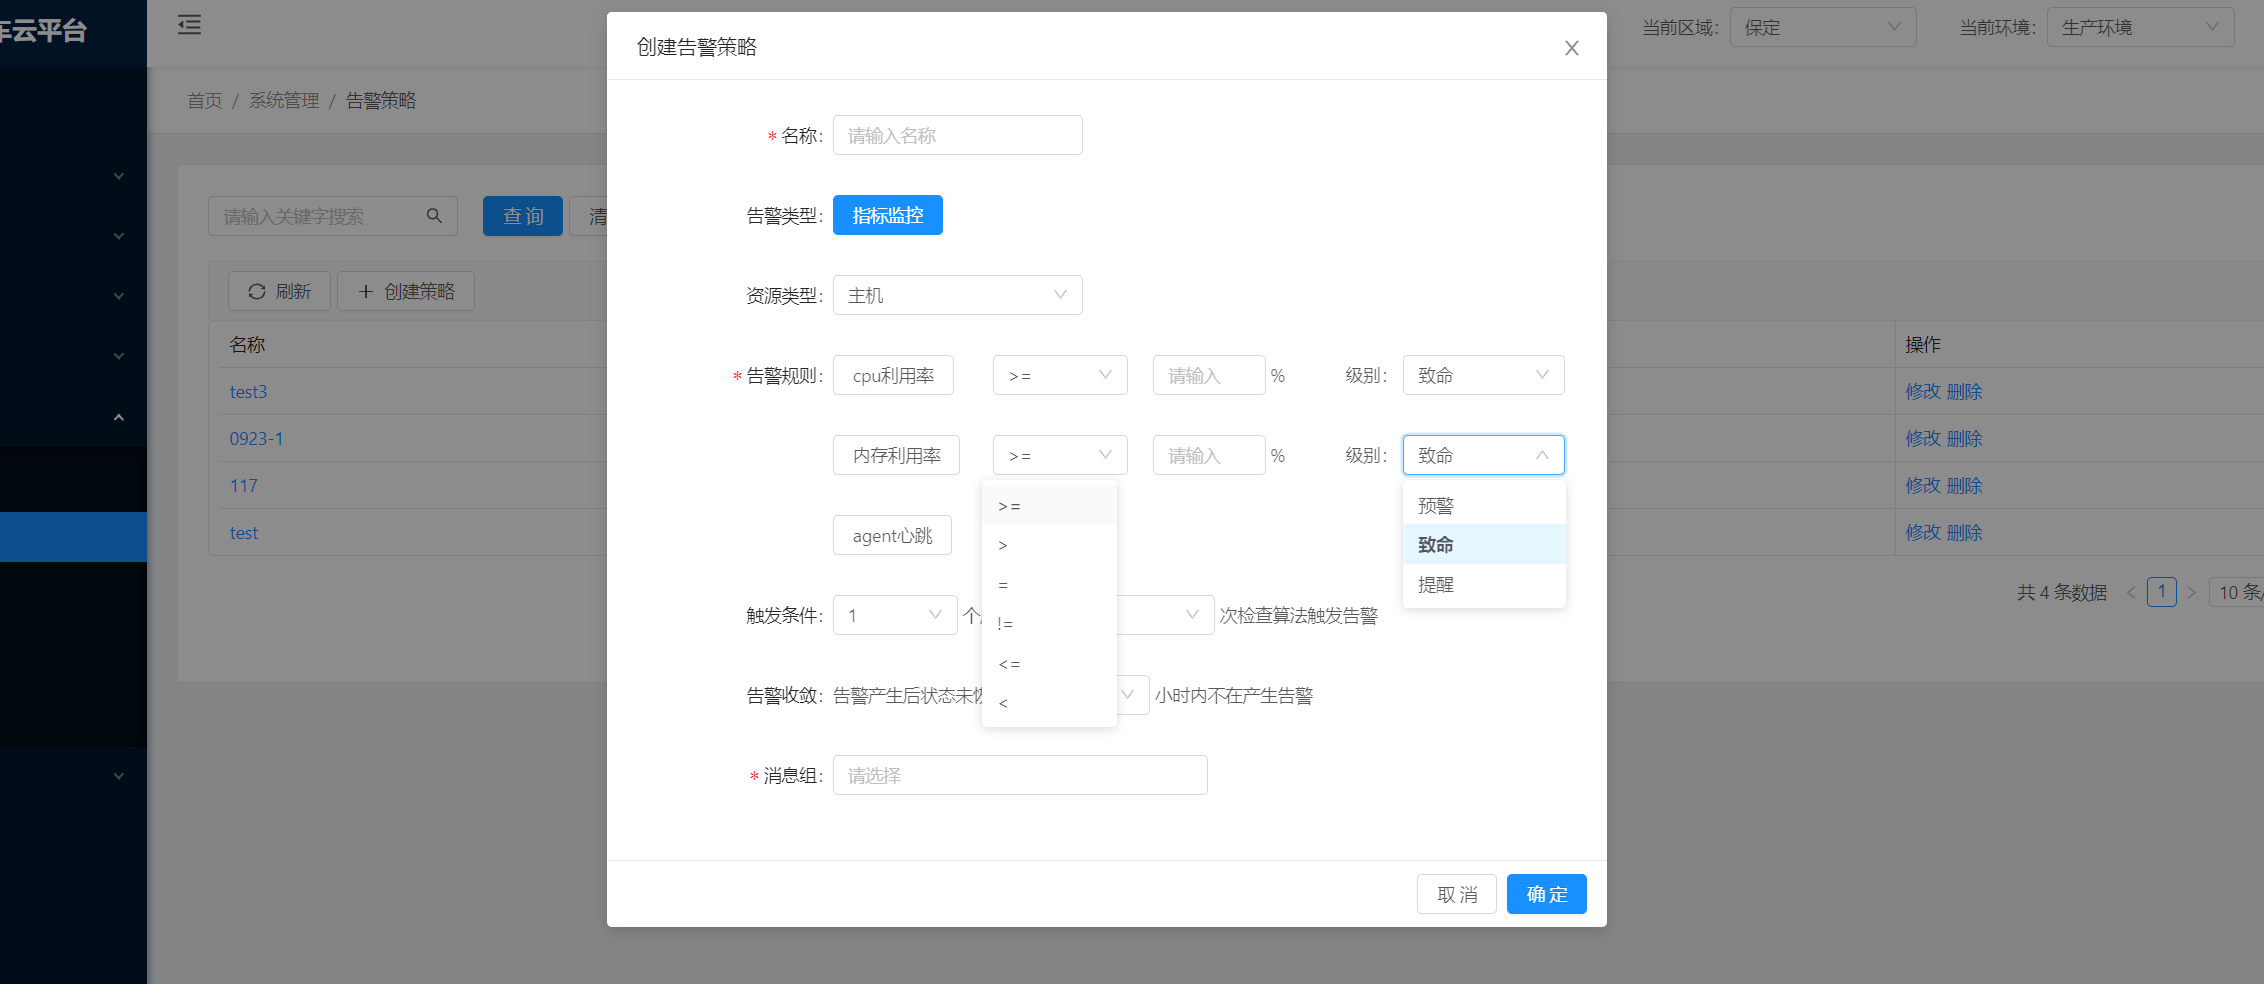 车云平台
当前区域: 保定
当前环境: 生产环境
首页 / 系统管理 / 告警策略
请输入关键字搜索
查 询
清
刷新
创建策略
名称
操作
test3
修改 删除
0923-1
修改 删除
117
修改 删除
test
修改 删除
共 4 条数据 < 1 > 10 条/
创建告警策略
* 名称: 请输入名称
告警类型: 指标监控
资源类型: 主机
* 告警规则: cpu利用率 >= 请输入 % 级别: 致命
内存利用率 >= 请输入 % 级别: 致命
agent心跳
>=
>
=
!=
<=
<
预警
致命
提醒
触发条件: 1 个 次检查算法触发告警
告警收敛: 告警产生后状态未恢 小时内不在产生告警
* 消息组: 请选择
取 消
确 定